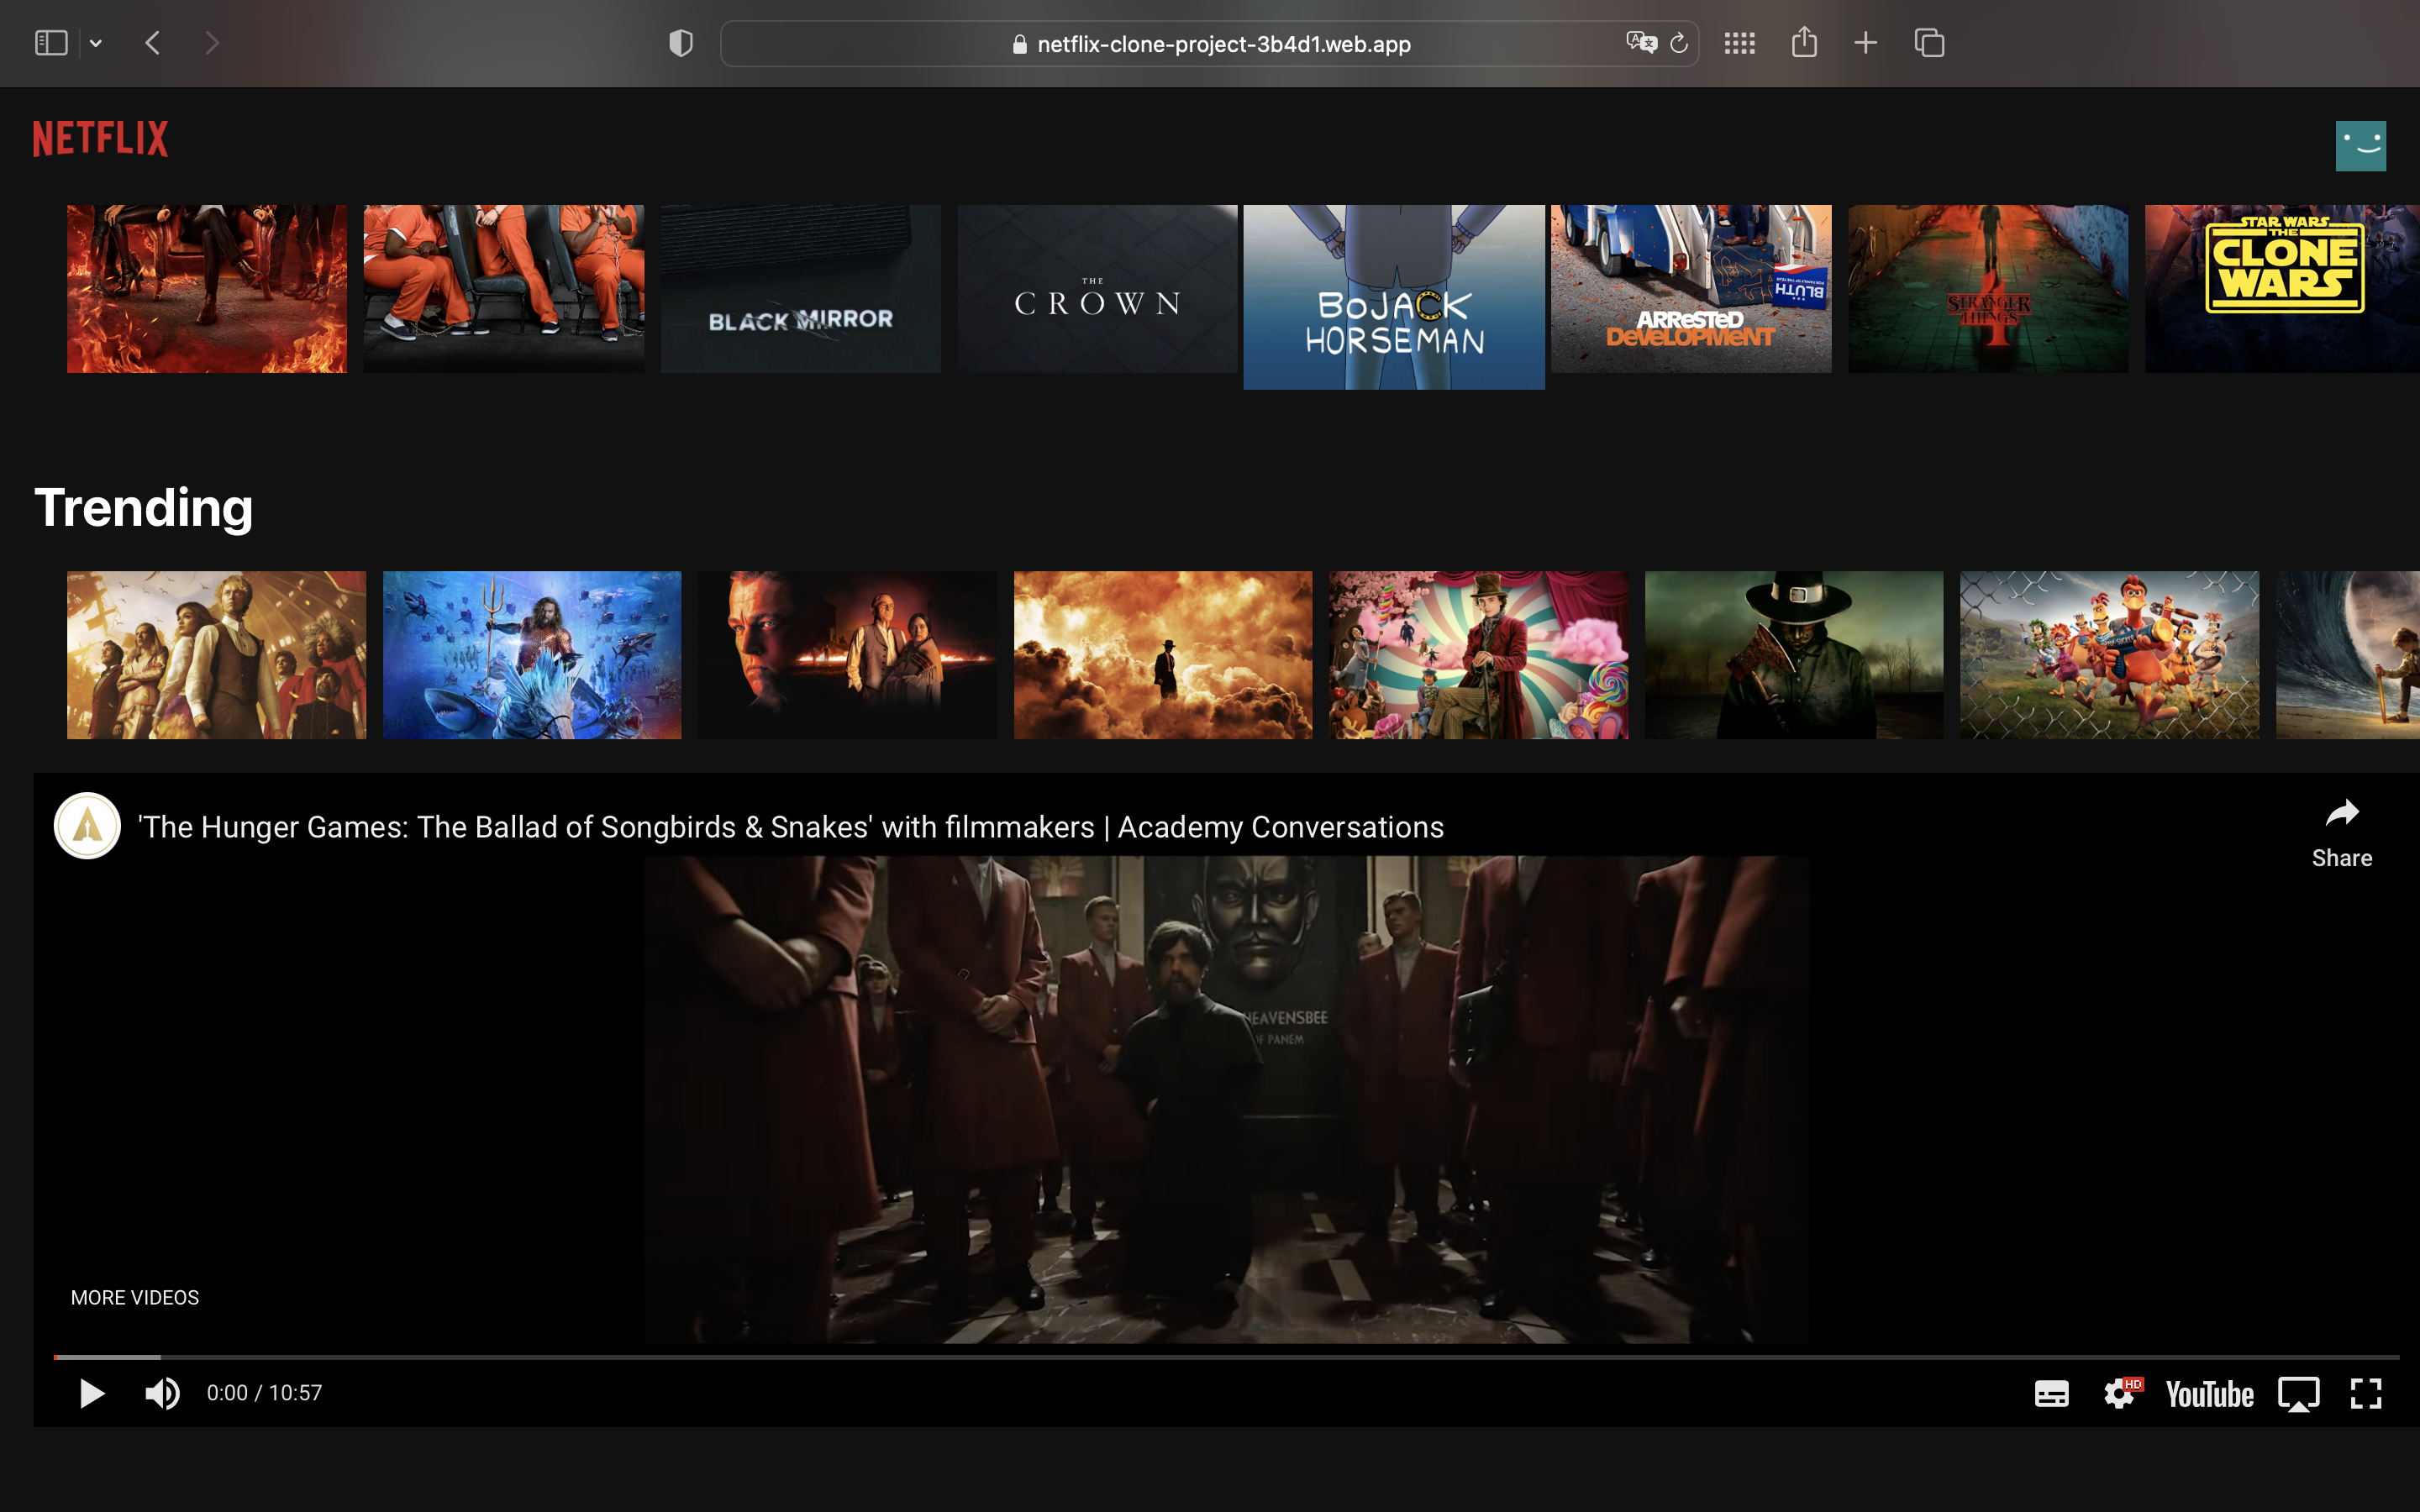 netflix-clone-project-3b4d1.web.app
NETFLIX
BLACK MIRROR
THE
CROWN
BOJACK
HORSEMAN
BLUTH
ARReSTeD
DeVeLOPMeNT
STRANGER
THINGS
4
STAR WARS
THE
CLONE
WARS
Trending
'The Hunger Games: The Ballad of Songbirds & Snakes' with filmmakers | Academy Conversations
Share
HEAVENSBEE
OF PANEM
MORE VIDEOS
0:00 / 10:57
HD
YouTube